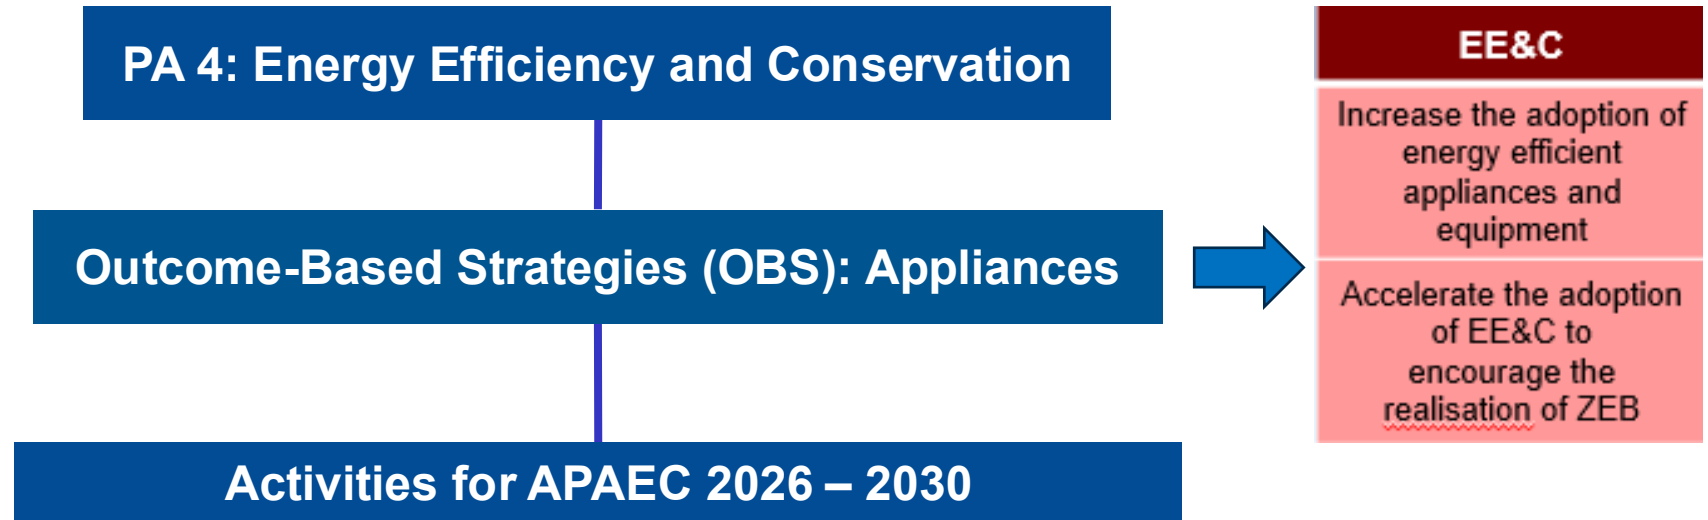 PA 4: Energy Efficiency and Conservation
Outcome-Based Strategies (OBS): Appliances
Activities for APAEC 2026 – 2030
EE&C
Increase the adoption of
energy efficient
appliances and
equipment
Accelerate the adoption
of EE&C to
encourage the
realisation of ZEB